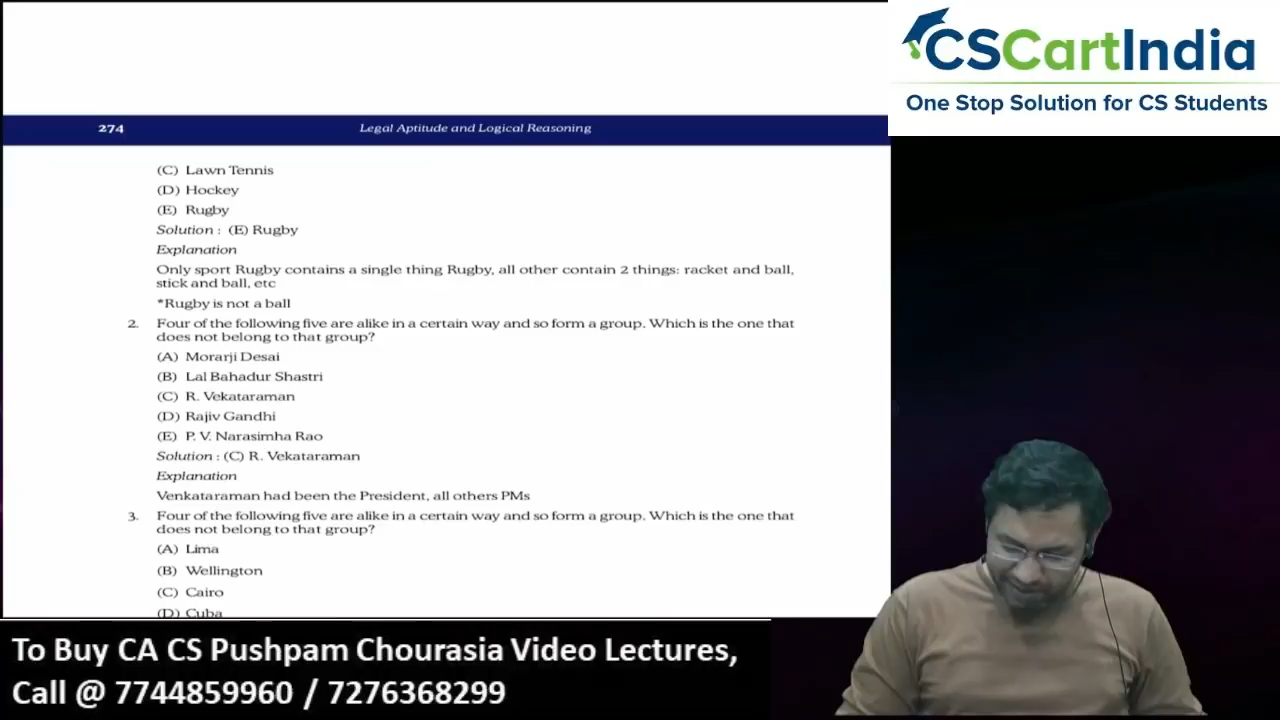 CSCartIndia
One Stop Solution for CS Students
274
Legal Aptitude and Logical Reasoning
(C) Lawn Tennis
(D) Hockey
(E) Rugby
Solution : (E) Rugby
Explanation
Only sport Rugby contains a single thing Rugby, all other contain 2 things: racket and ball,
stick and ball, etc
*Rugby is not a ball
2. Four of the following five are alike in a certain way and so form a group. Which is the one that
does not belong to that group?
(A) Morarji Desai
(B) Lal Bahadur Shastri
(C) R. Vekataraman
(D) Rajiv Gandhi
(E) P. V. Narasimha Rao
Solution : (C) R. Vekataraman
Explanation
Venkataraman had been the President, all others PMs
3. Four of the following five are alike in a certain way and so form a group. Which is the one that
does not belong to that group?
(A) Lima
(B) Wellington
(C) Cairo
(D) Cuba
To Buy CA CS Pushpam Chourasia Video Lectures,
Call @ 7744859960 / 7276368299